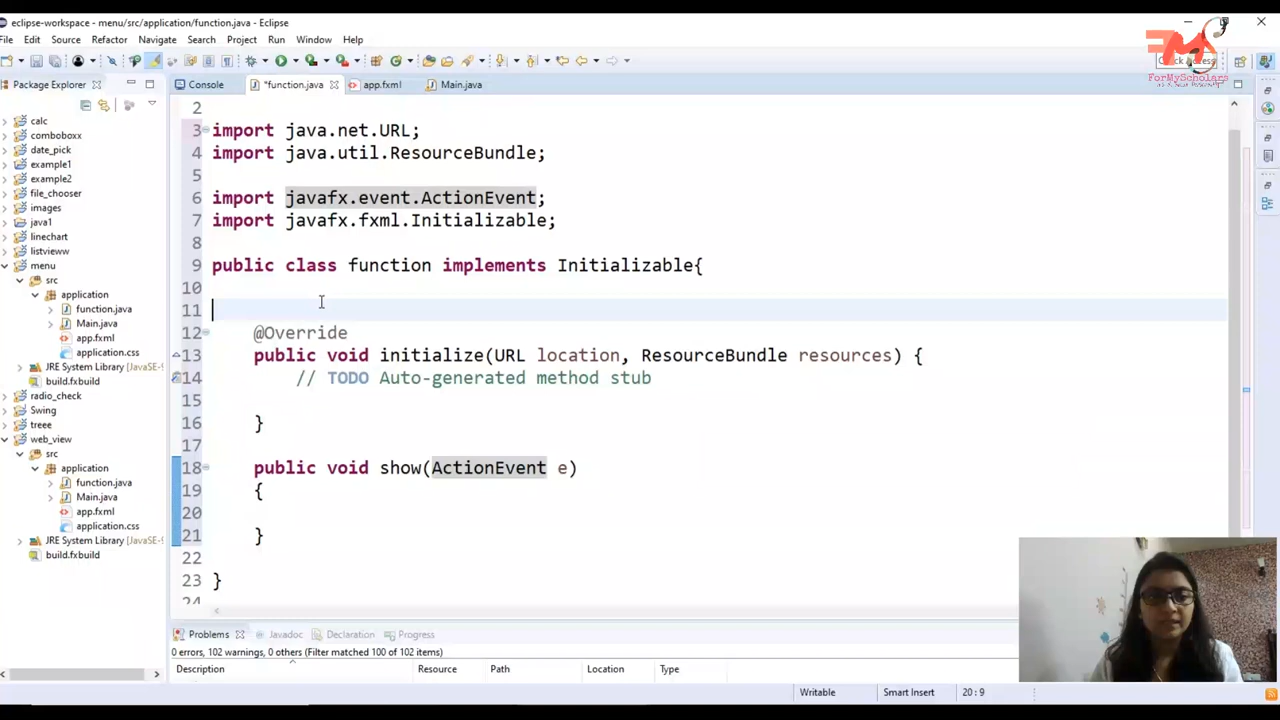 eclipse-workspace - menu/src/application/function.java - Eclipse
File Edit Source Refactor Navigate Search Project Run Window Help
FM
ForMyScholars
Package Explorer
Console
*function.java
app.fxml
Main.java
calc
comboboxx
date_pick
example1
example2
file_chooser
images
java1
linechart
listvieww
menu
src
application
function.java
Main.java
app.fxml
application.css
JRE System Library [JavaSE-
build.fxbuild
radio_check
Swing
treee
web_view
src
application
function.java
Main.java
app.fxml
application.css
JRE System Library [JavaSE-
build.fxbuild
2
3 import java.net.URL;
4 import java.util.ResourceBundle;
5
6 import javafx.event.ActionEvent;
7 import javafx.fxml.Initializable;
8
9 public class function implements Initializable{
10
11
12 @Override
13 public void initialize(URL location, ResourceBundle resources) {
14 // TODO Auto-generated method stub
15
16 }
17
18 public void show(ActionEvent e)
19 {
20
21 }
22
23 }
24
Problems Javadoc Declaration Progress
0 errors, 102 warnings, 0 others (Filter matched 100 of 102 items)
Description Resource Path Location Type
Writable Smart Insert 20 : 9